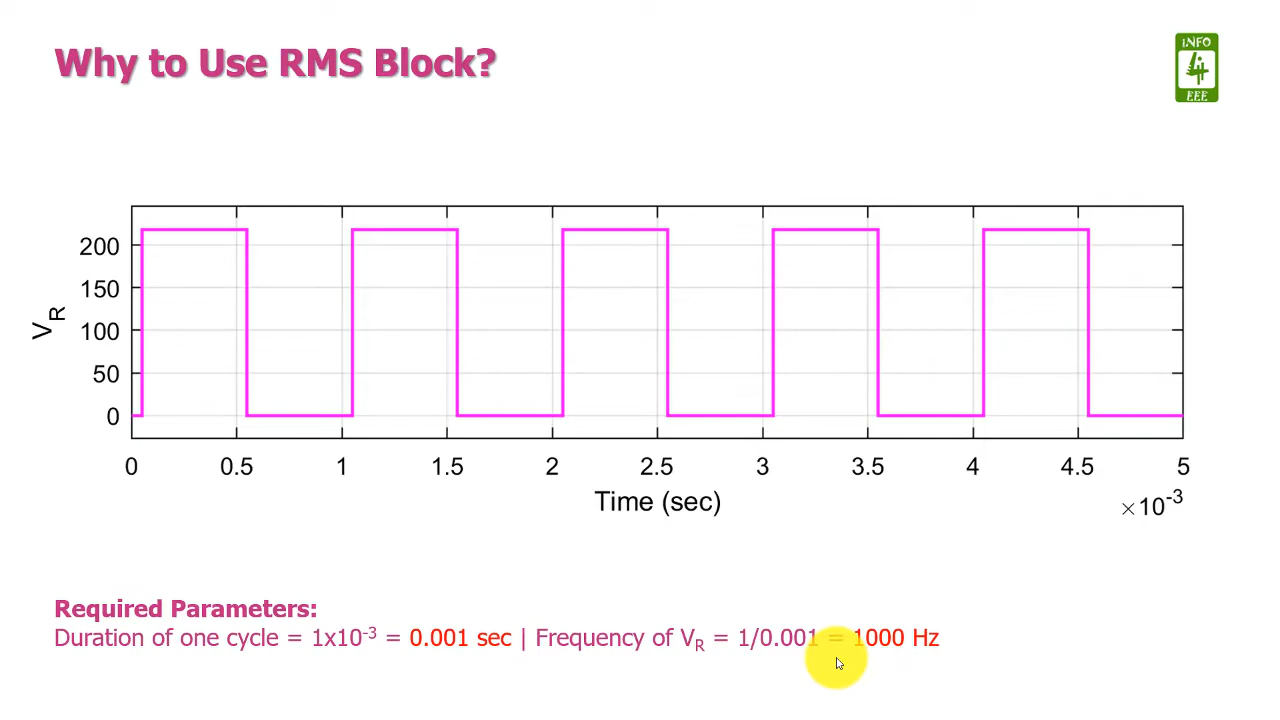 Why to Use RMS Block?
INFO
4
EEE
200
150
100
50
0
V_R
0 0.5 1 1.5 2 2.5 3 3.5 4 4.5 5
Time (sec)
×10⁻³
Required Parameters:
Duration of one cycle = 1x10⁻³ = 0.001 sec | Frequency of V_R = 1/0.001 = 1000 Hz